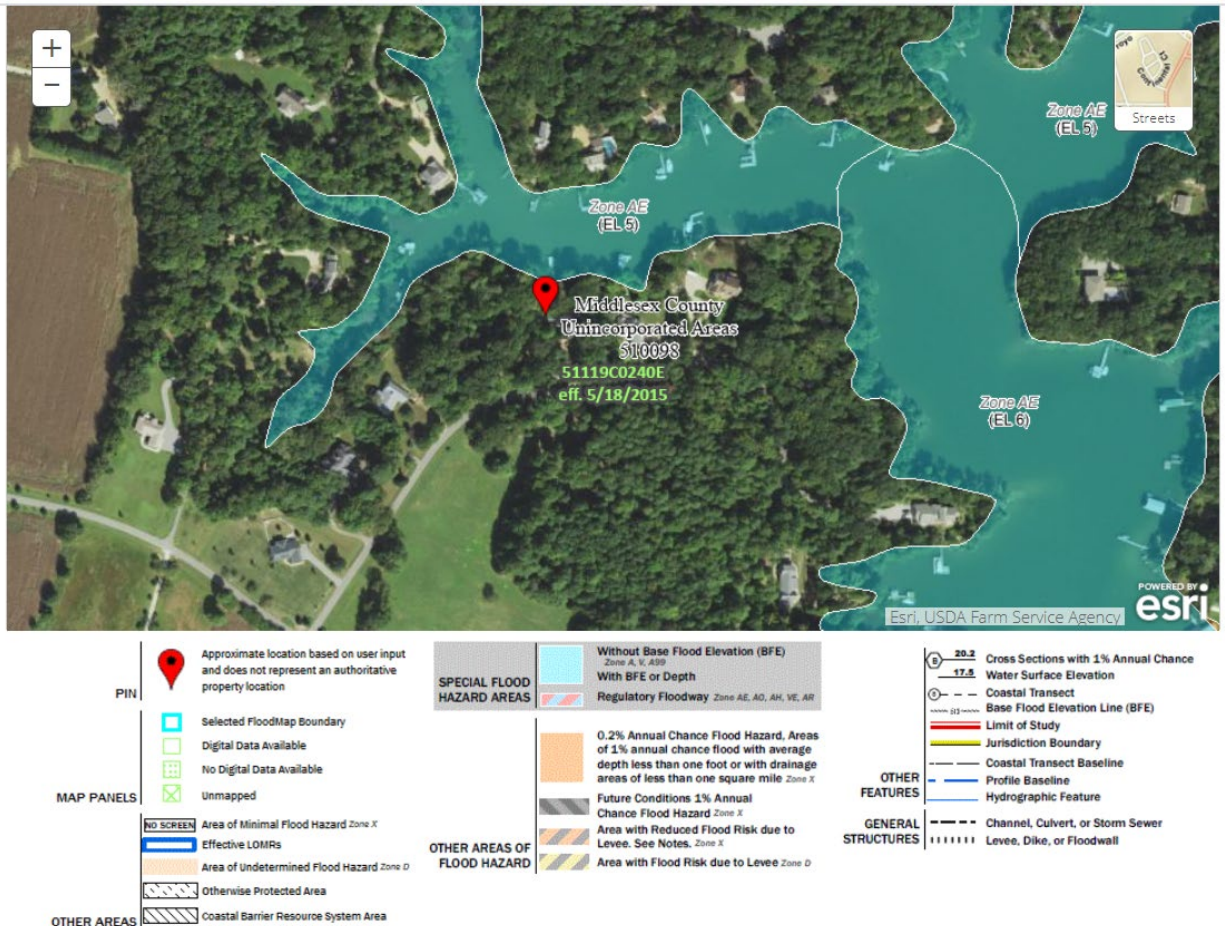 +
−
Zone AE
(EL 5)
Continental Ct
Streets
Zone AE
(EL 5)
Middlesex County
Unincorporated Areas
510098
51119C0240E
eff. 5/18/2015
Zone AE
(EL 6)
POWERED BY
esri
Esri, USDA Farm Service Agency
PIN
Approximate location based on user input
and does not represent an authoritative
property location
MAP PANELS
Selected FloodMap Boundary
Digital Data Available
No Digital Data Available
Unmapped
OTHER AREAS
NO SCREEN Area of Minimal Flood Hazard Zone X
Effective LOMRs
Area of Undetermined Flood Hazard Zone D
Otherwise Protected Area
Coastal Barrier Resource System Area
SPECIAL FLOOD
HAZARD AREAS
Without Base Flood Elevation (BFE)
Zone A, V, A99
With BFE or Depth
Regulatory Floodway Zone AE, AO, AH, VE, AR
OTHER AREAS OF
FLOOD HAZARD
0.2% Annual Chance Flood Hazard, Areas
of 1% annual chance flood with average
depth less than one foot or with drainage
areas of less than one square mile Zone X
Future Conditions 1% Annual
Chance Flood Hazard Zone X
Area with Reduced Flood Risk due to
Levee. See Notes. Zone X
Area with Flood Risk due to Levee Zone D
OTHER
FEATURES
B 20.2 Cross Sections with 1% Annual Chance
17.5 Water Surface Elevation
8 Coastal Transect
513 Base Flood Elevation Line (BFE)
Limit of Study
Jurisdiction Boundary
Coastal Transect Baseline
Profile Baseline
Hydrographic Feature
GENERAL
STRUCTURES
Channel, Culvert, or Storm Sewer
Levee, Dike, or Floodwall